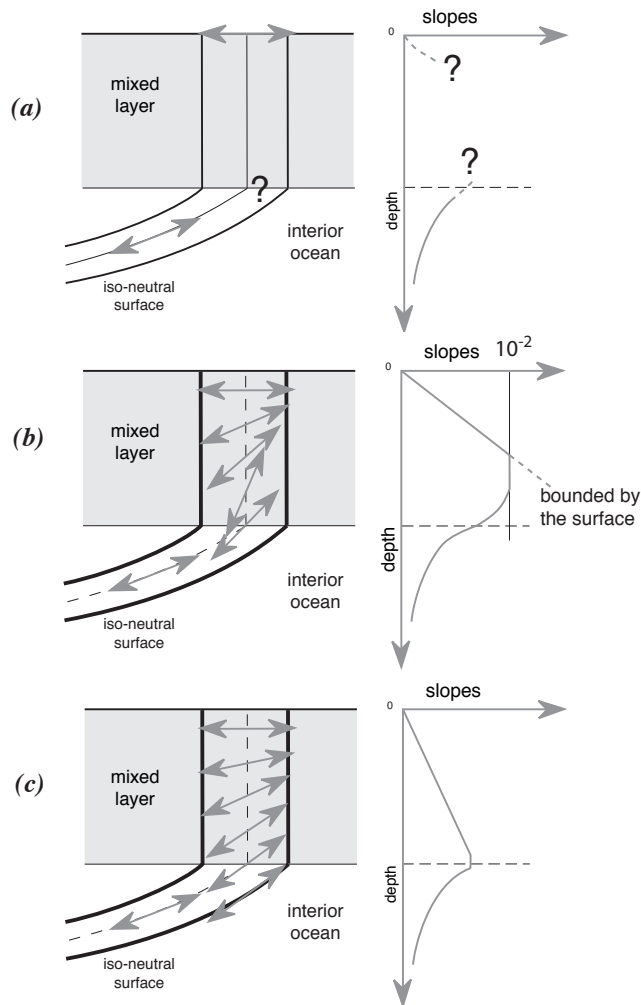 (a)
mixed
layer
?
interior
ocean
iso-neutral
surface
slopes
0
?
?
depth
(b)
mixed
layer
interior
ocean
iso-neutral
surface
slopes
10-2
0
bounded by
the surface
depth
(c)
mixed
layer
interior
ocean
iso-neutral
surface
slopes
0
depth